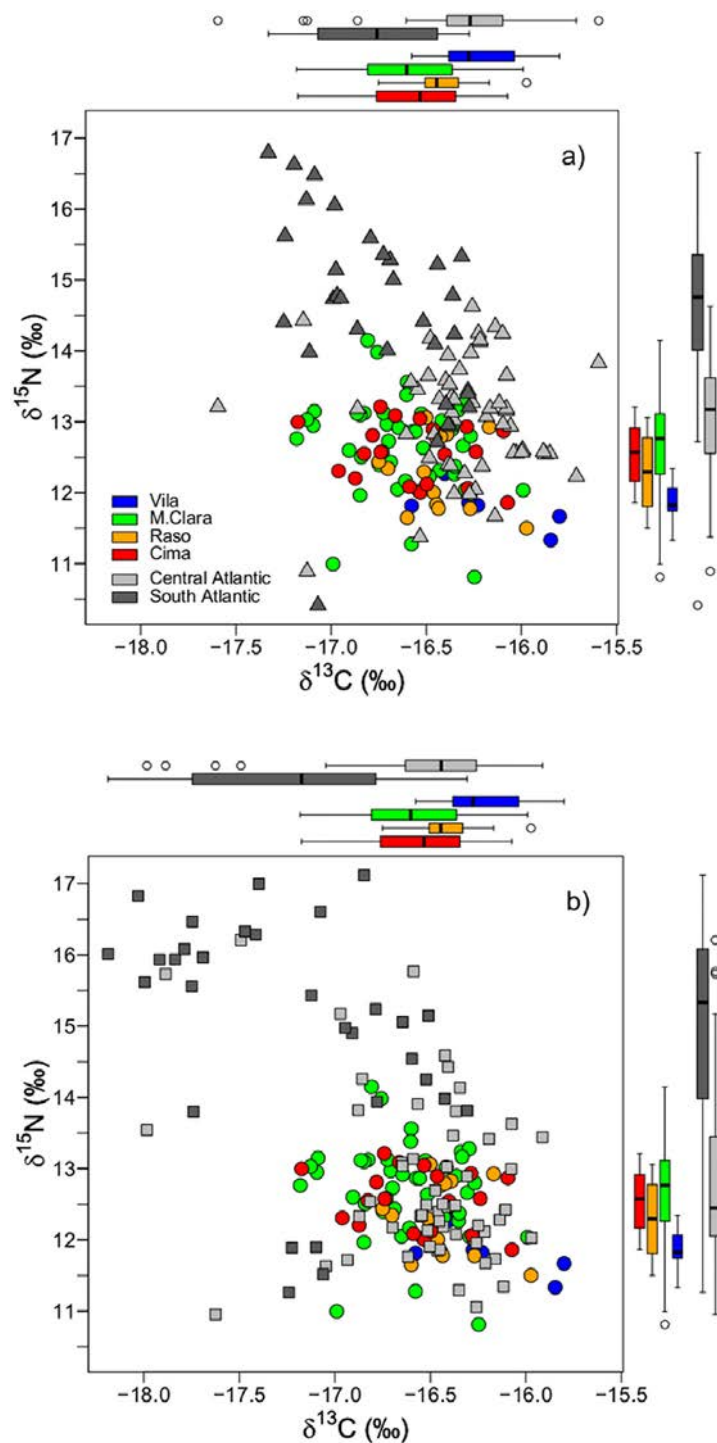 a)
17
16
15
14
13
12
11
δ15N (‰)
Vila
M.Clara
Raso
Cima
Central Atlantic
South Atlantic
−18.0 −17.5 −17.0 −16.5 −16.0 −15.5
δ13C (‰)
b)
17
16
15
14
13
12
11
δ15N (‰)
−18.0 −17.5 −17.0 −16.5 −16.0 −15.5
δ13C (‰)